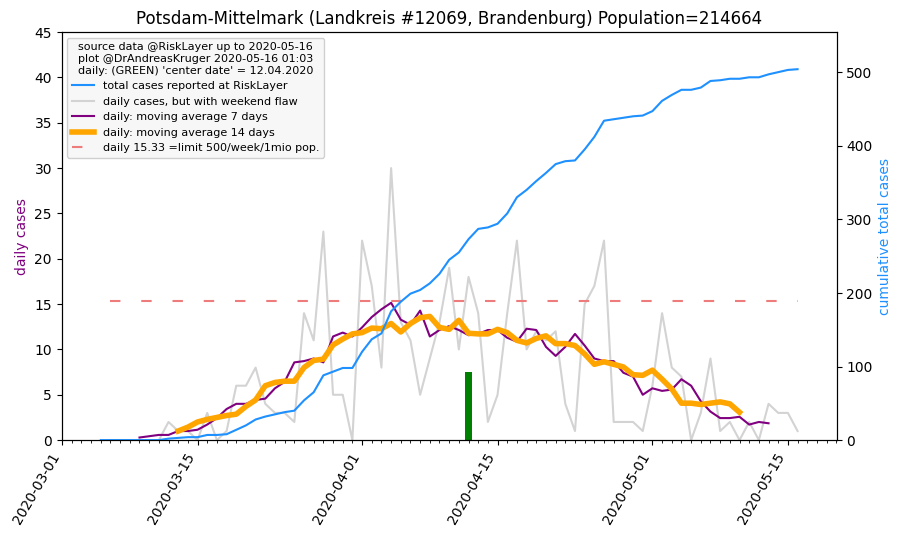 Potsdam-Mittelmark (Landkreis #12069, Brandenburg) Population=214664
source data @RiskLayer up to 2020-05-16
plot @DrAndreasKruger 2020-05-16 01:03
daily: (GREEN) 'center date' = 12.04.2020
total cases reported at RiskLayer
daily cases, but with weekend flaw
daily: moving average 7 days
daily: moving average 14 days
daily 15.33 =limit 500/week/1mio pop.
daily cases
45
40
35
30
25
20
15
10
5
0
cumulative total cases
500
400
300
200
100
0
2020-03-01
2020-03-15
2020-04-01
2020-04-15
2020-05-01
2020-05-15